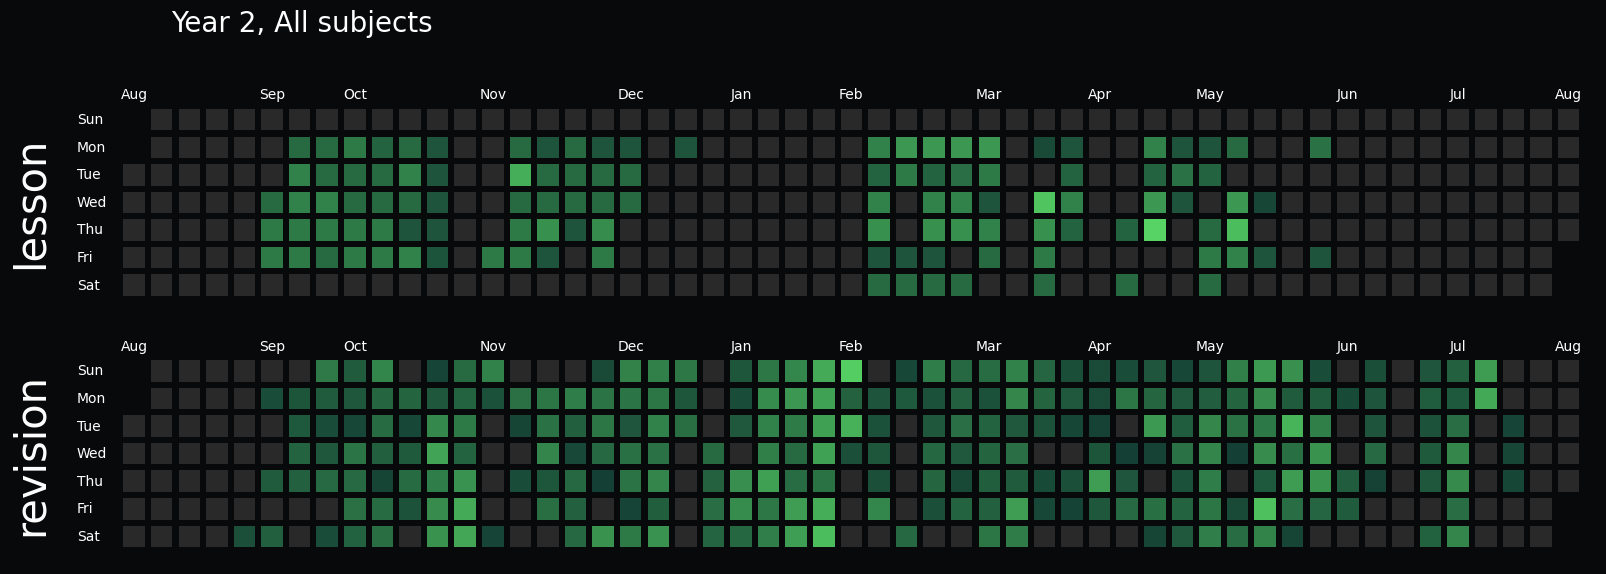 Year 2, All subjects
Aug Sep Oct Nov Dec Jan Feb Mar Apr May Jun Jul Aug
lesson
Sun
Mon
Tue
Wed
Thu
Fri
Sat
Aug Sep Oct Nov Dec Jan Feb Mar Apr May Jun Jul Aug
revision
Sun
Mon
Tue
Wed
Thu
Fri
Sat